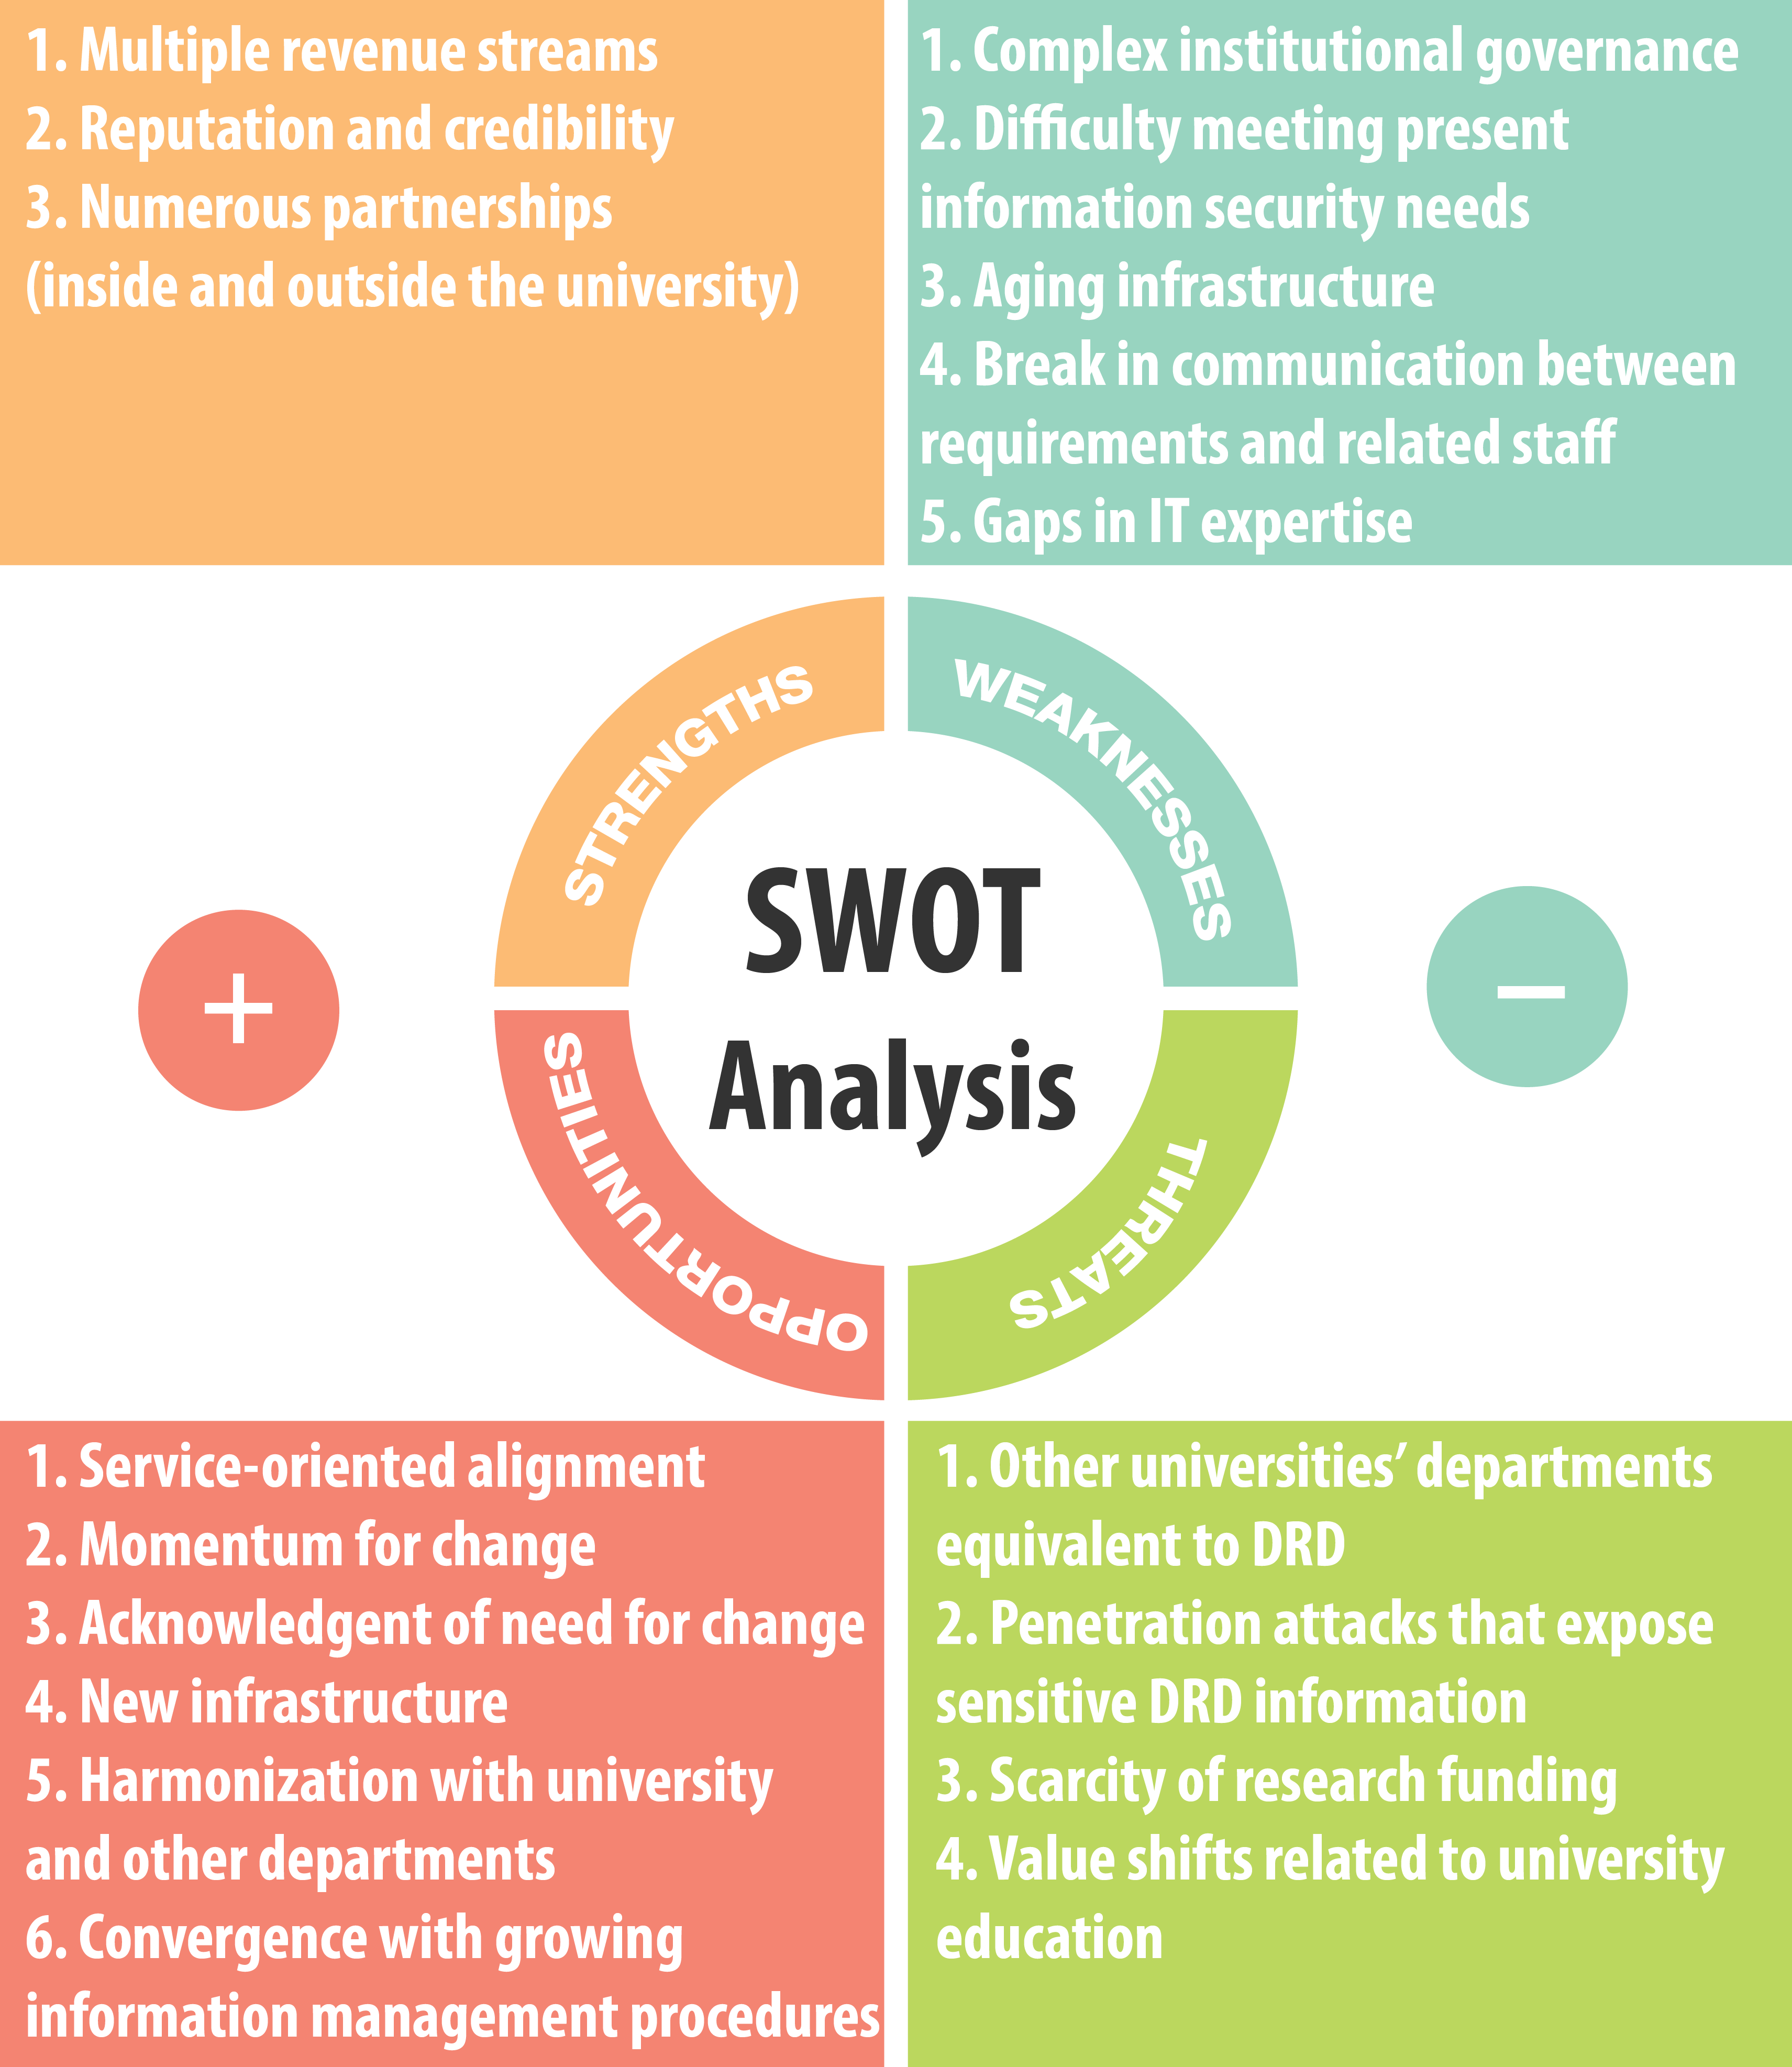 1. Multiple revenue streams
2. Reputation and credibility
3. Numerous partnerships
(inside and outside the university)
1. Complex institutional governance
2. Difficulty meeting present
information security needs
3. Aging infrastructure
4. Break in communication between
requirements and related staff
5. Gaps in IT expertise
STRENGTHS
WEAKNESSES
+
SWOT
Analysis
−
OPPORTUNITIES
THREATS
1. Service-oriented alignment
2. Momentum for change
3. Acknowledgent of need for change
4. New infrastructure
5. Harmonization with university
and other departments
6. Convergence with growing
information management procedures
1. Other universities’ departments
equivalent to DRD
2. Penetration attacks that expose
sensitive DRD information
3. Scarcity of research funding
4. Value shifts related to university
education